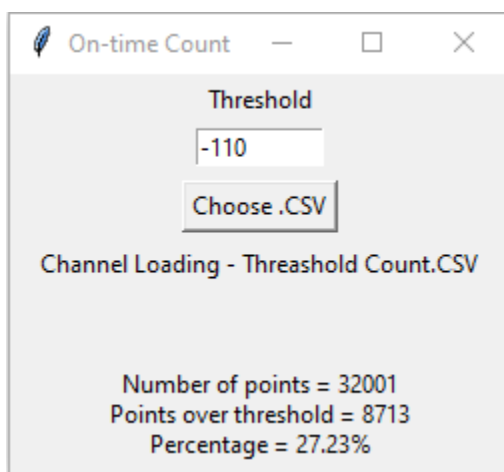 On-time Count
Threshold
-110
Choose .CSV
Channel Loading - Threashold Count.CSV
Number of points = 32001
Points over threshold = 8713
Percentage = 27.23%